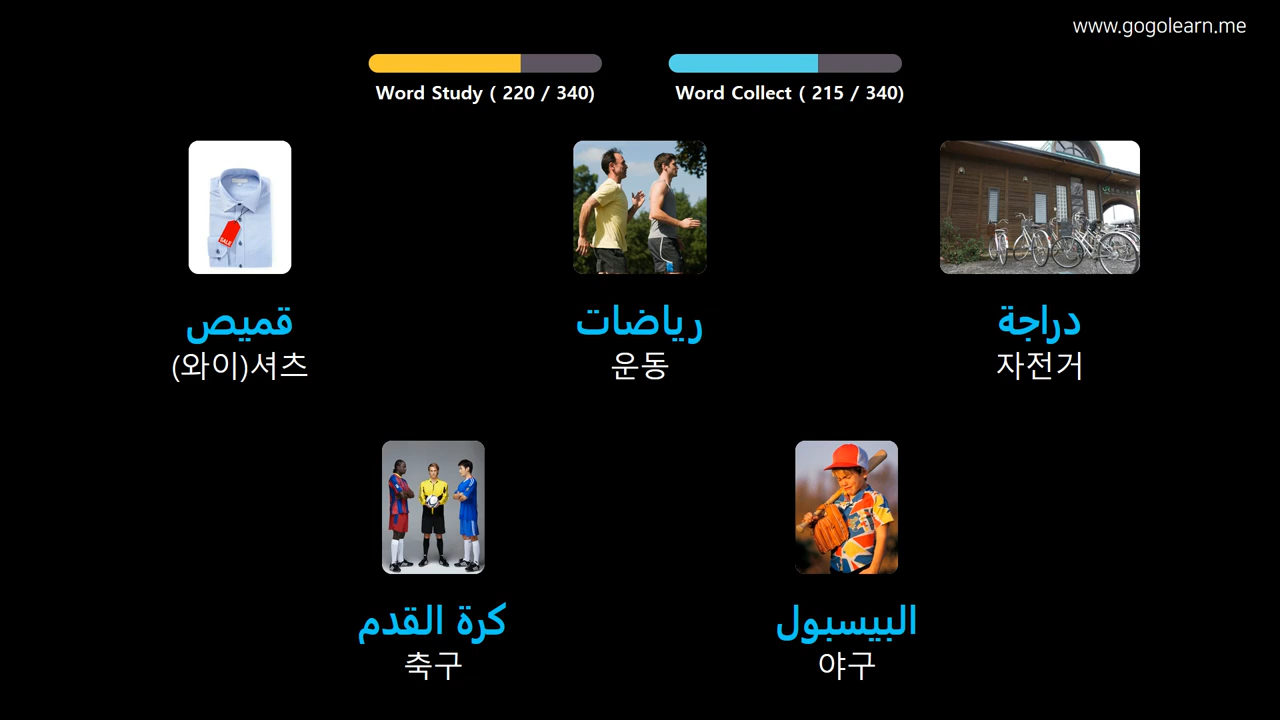 www.gogolearn.me
Word Study ( 220 / 340)
Word Collect ( 215 / 340)
SALE
قميص
(와이)셔츠
رياضات
운동
دراجة
자전거
كرة القدم
축구
البيسبول
야구